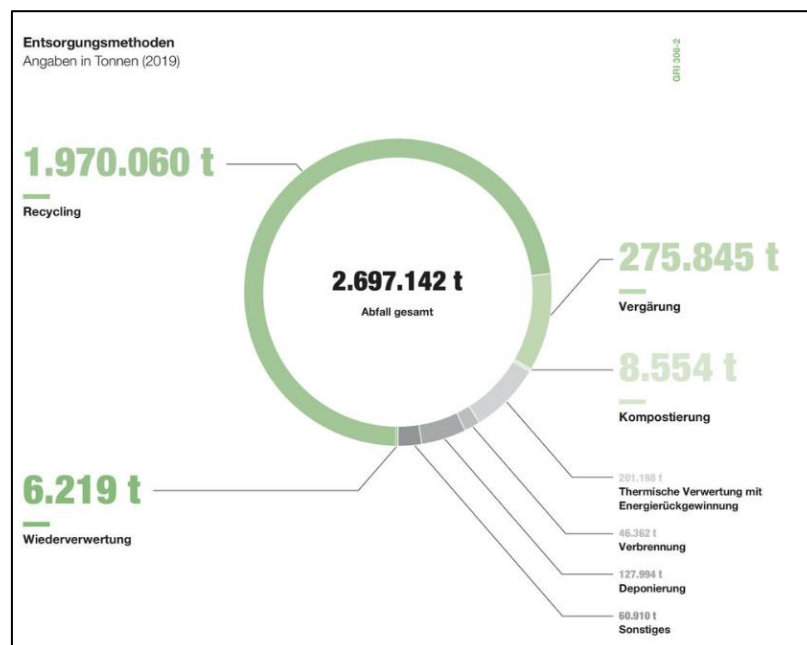 Entsorgungsmethoden
Angaben in Tonnen (2019)
GRI 306-2
1.970.060 t
Recycling
2.697.142 t
Abfall gesamt
275.845 t
Vergärung
8.554 t
Kompostierung
6.219 t
Wiederverwertung
201.198 t
Thermische Verwertung mit
Energierückgewinnung
46.362 t
Verbrennung
127.994 t
Deponierung
60.910 t
Sonstiges